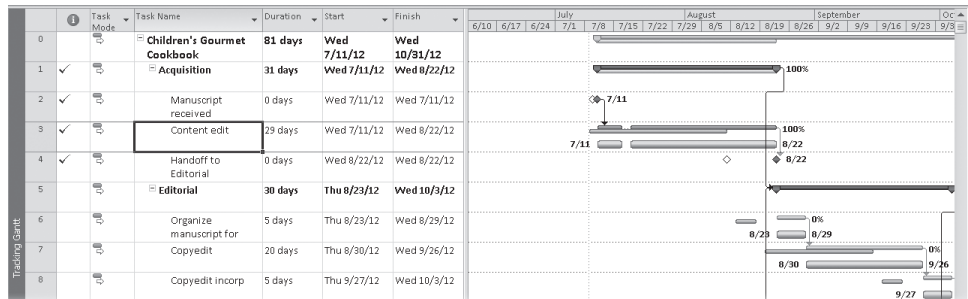 Task Mode Task Name Duration Start Finish
July August September Oc
6/10 6/17 6/24 7/1 7/8 7/15 7/22 7/29 8/5 8/12 8/19 8/26 9/2 9/9 9/16 9/23 9/3
0 Children's Gourmet Cookbook 81 days Wed 7/11/12 Wed 10/31/12
1 Acquisition 31 days Wed 7/11/12 Wed 8/22/12 100%
2 Manuscript received 0 days Wed 7/11/12 Wed 7/11/12 7/11
3 Content edit 29 days Wed 7/11/12 Wed 8/22/12 100%
7/11 8/22
4 Handoff to Editorial 0 days Wed 8/22/12 Wed 8/22/12 8/22
5 Editorial 30 days Thu 8/23/12 Wed 10/3/12
6 Organize manuscript for 5 days Thu 8/23/12 Wed 8/29/12 0%
8/23 8/29
7 Copyedit 20 days Thu 8/30/12 Wed 9/26/12 0%
8/30 9/26
8 Copyedit incorp 5 days Thu 9/27/12 Wed 10/3/12
9/27
Tracking Gantt